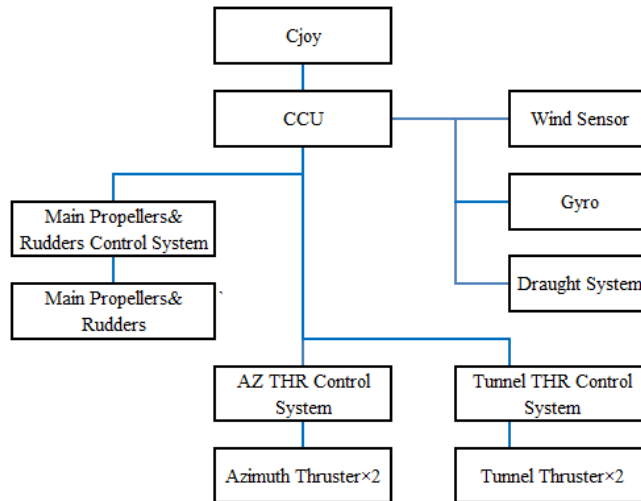 Cjoy
CCU
Wind Sensor
Gyro
Draught System
Main Propellers&
Rudders Control System
Main Propellers&
Rudders
`
AZ THR Control
System
Tunnel THR Control
System
Azimuth Thruster×2
Tunnel Thruster×2